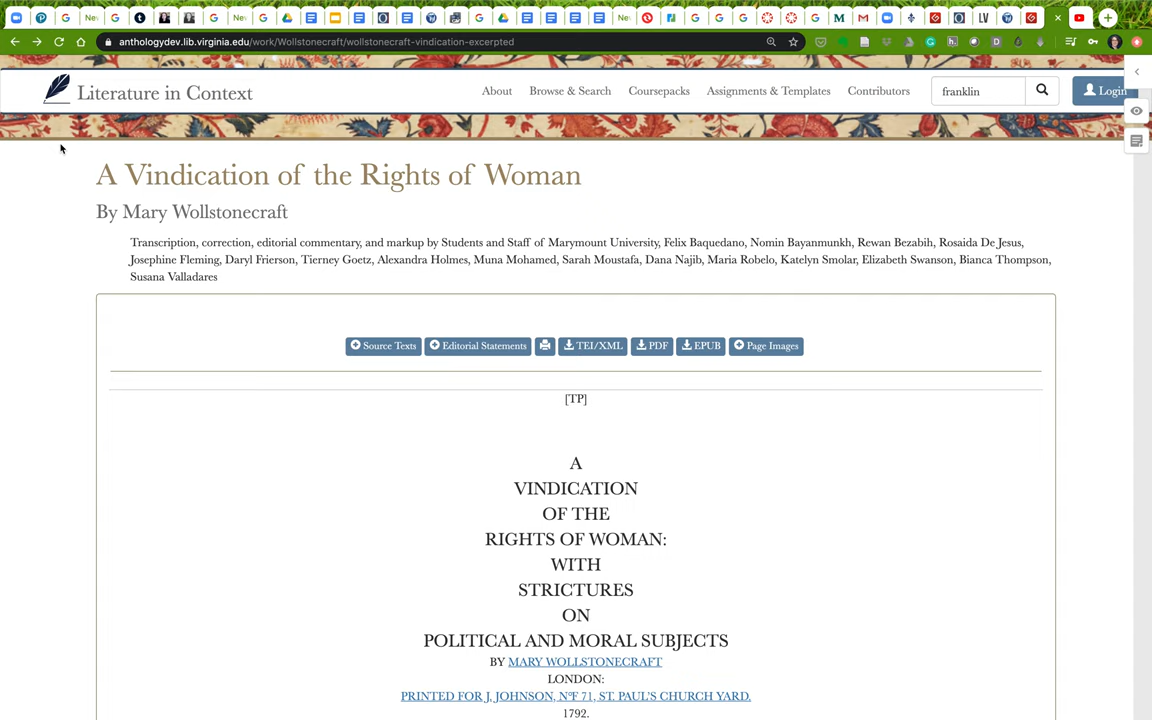 anthologydev.lib.virginia.edu/work/Wollstonecraft/wollstonecraft-vindication-excerpted
Literature in Context
About Browse & Search Coursepacks Assignments & Templates Contributors franklin Login
A Vindication of the Rights of Woman
By Mary Wollstonecraft
Transcription, correction, editorial commentary, and markup by Students and Staff of Marymount University, Felix Baquedano, Nomin Bayanmunkh, Rewan Bezabih, Rosaida De Jesus,
Josephine Fleming, Daryl Frierson, Tierney Goetz, Alexandra Holmes, Muna Mohamed, Sarah Moustafa, Dana Najib, Maria Robelo, Katelyn Smolar, Elizabeth Swanson, Bianca Thompson,
Susana Valladares
Source Texts Editorial Statements TEI/XML PDF EPUB Page Images
[TP]
A
VINDICATION
OF THE
RIGHTS OF WOMAN:
WITH
STRICTURES
ON
POLITICAL AND MORAL SUBJECTS
BY MARY WOLLSTONECRAFT
LONDON:
PRINTED FOR J. JOHNSON, NºF 71, ST. PAUL'S CHURCH YARD.
1792.